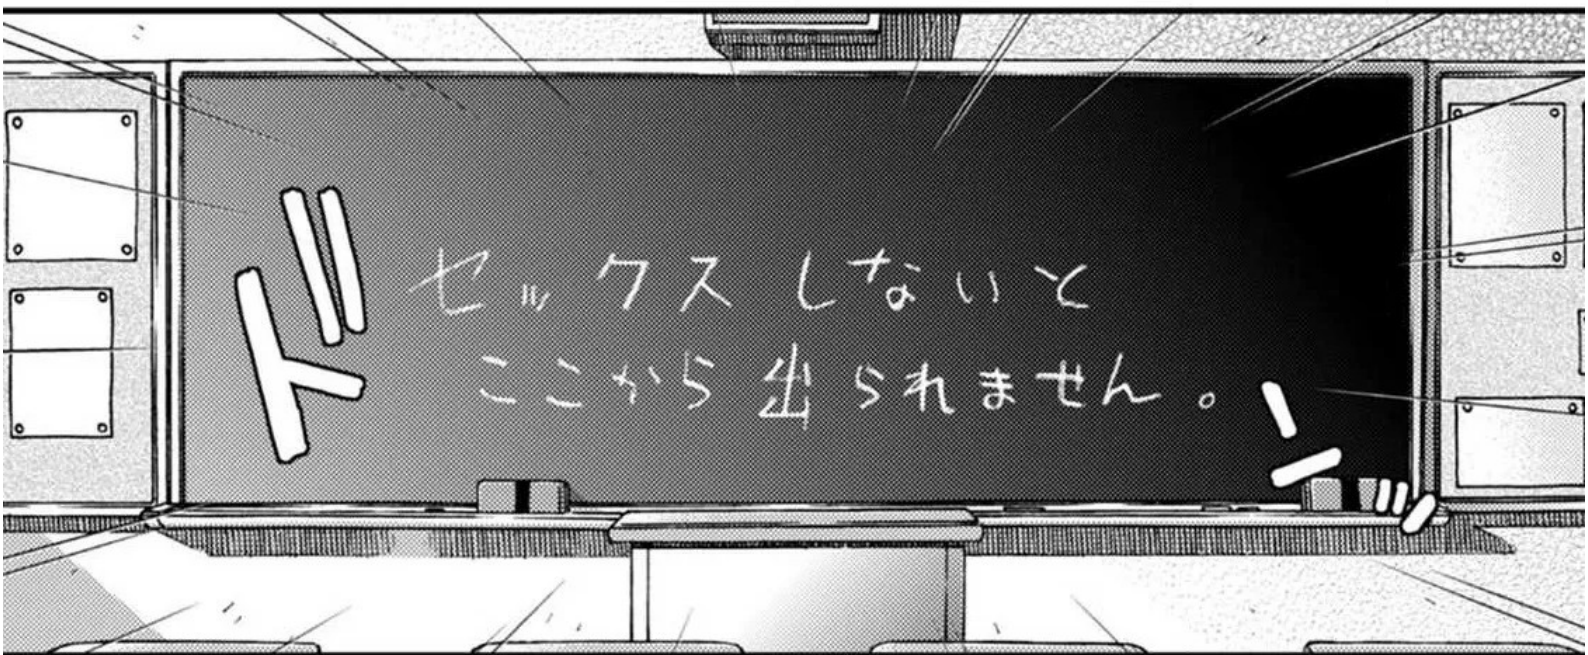 セックスしないと
ここから出られません。
ドン